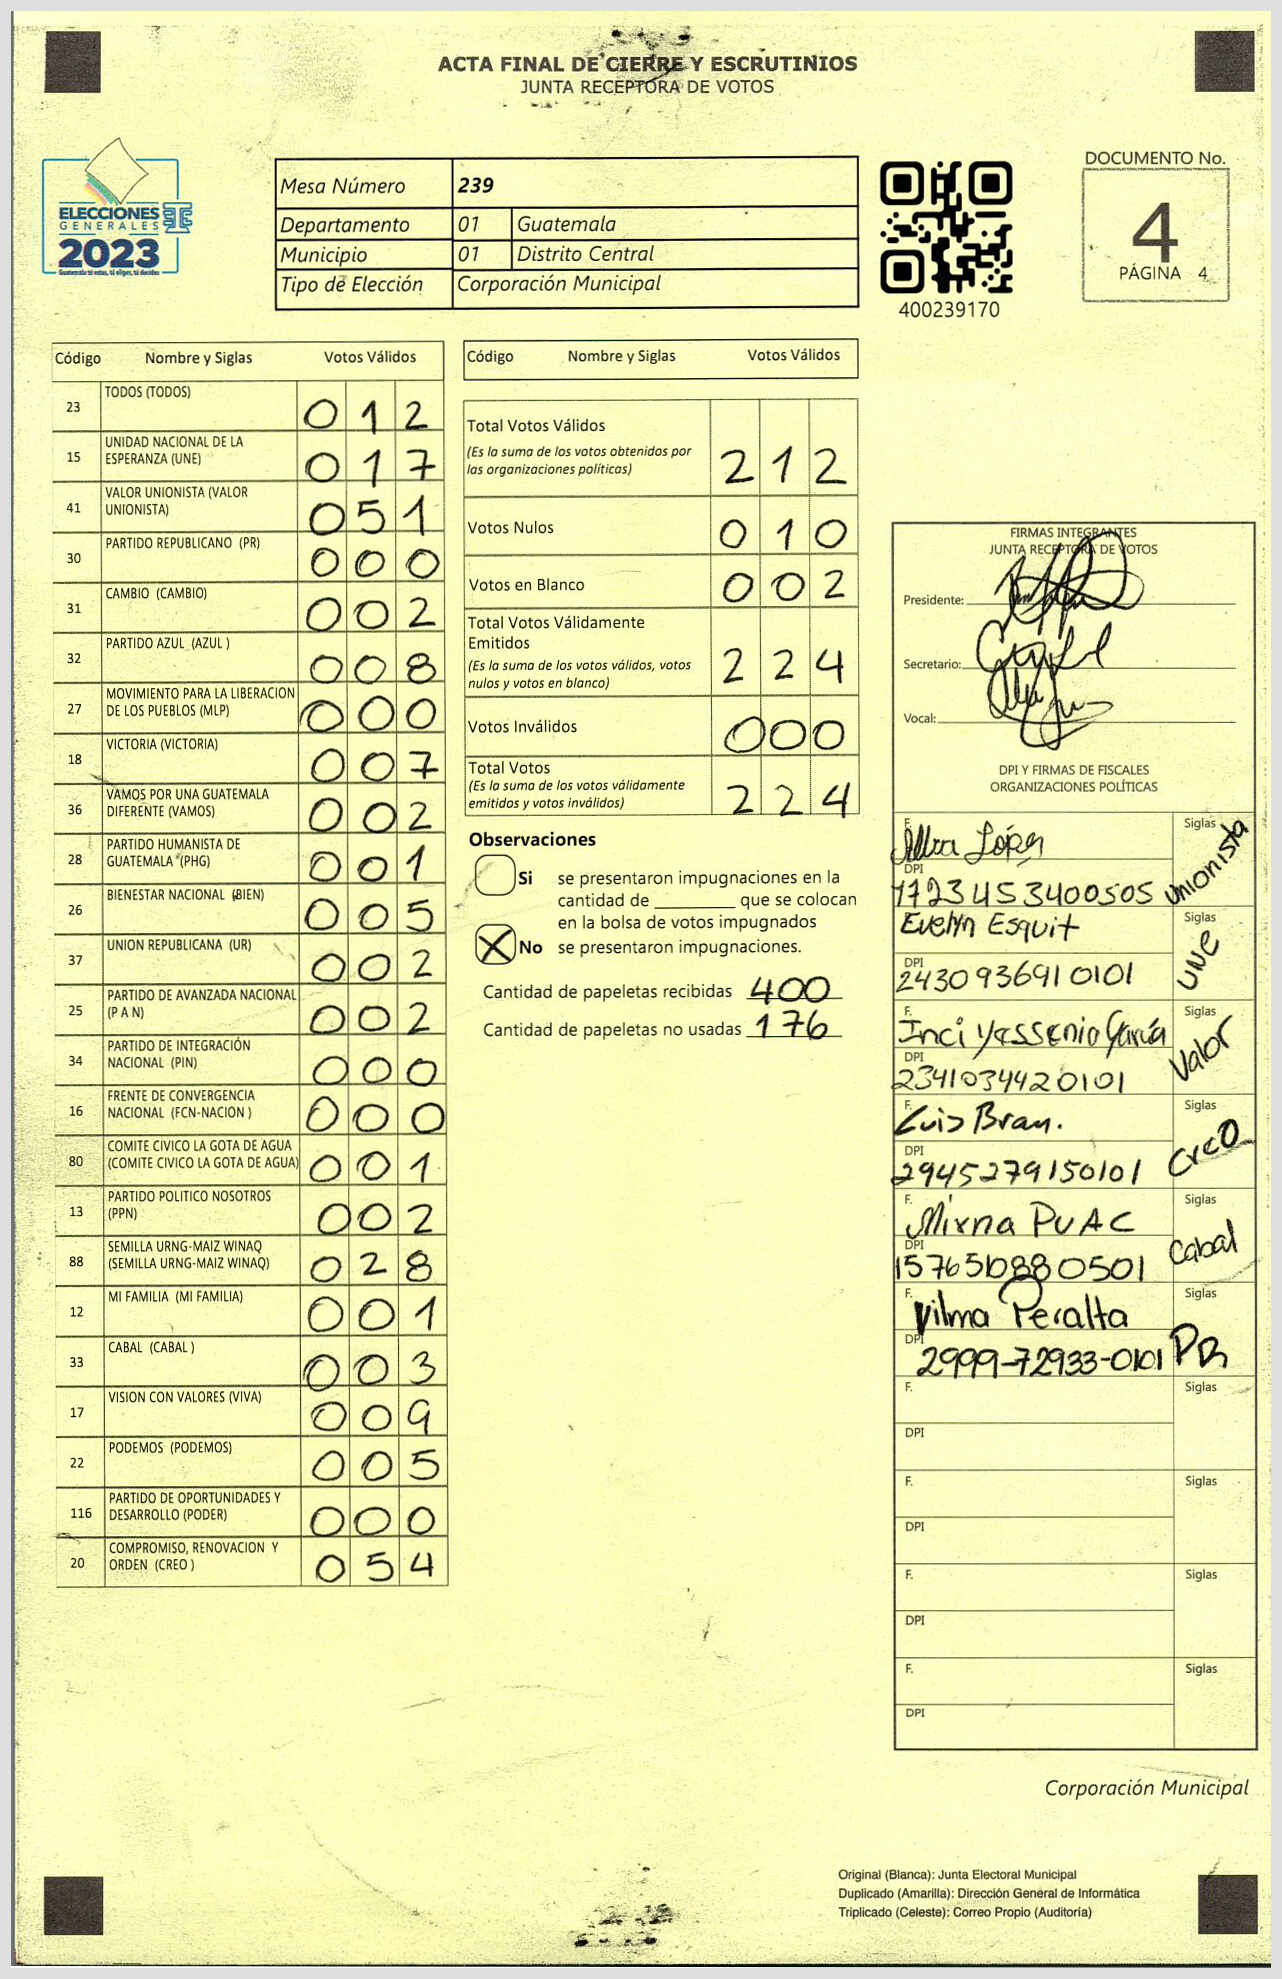 ACTA FINAL DE CIERRE Y ESCRUTINIOS
JUNTA RECEPTORA DE VOTOS
ELECCIONES
GENERALES
2023
Guatemala tú votas, tú eliges, tú decides
Mesa Número 239
Departamento 01 Guatemala
Municipio 01 Distrito Central
Tipo de Elección Corporación Municipal
400239170
DOCUMENTO No.
4
PÁGINA 4
Código Nombre y Siglas Votos Válidos
23 TODOS (TODOS) 0 1 2
15 UNIDAD NACIONAL DE LA
ESPERANZA (UNE) 0 1 7
41 VALOR UNIONISTA (VALOR
UNIONISTA) 0 5 1
30 PARTIDO REPUBLICANO (PR) 0 0 0
31 CAMBIO (CAMBIO) 0 0 2
32 PARTIDO AZUL (AZUL ) 0 0 8
27 MOVIMIENTO PARA LA LIBERACION
DE LOS PUEBLOS (MLP) 0 0 0
18 VICTORIA (VICTORIA) 0 0 7
36 VAMOS POR UNA GUATEMALA
DIFERENTE (VAMOS) 0 0 2
28 PARTIDO HUMANISTA DE
GUATEMALA (PHG) 0 0 1
26 BIENESTAR NACIONAL (BIEN) 0 0 5
37 UNION REPUBLICANA (UR) 0 0 2
25 PARTIDO DE AVANZADA NACIONAL
(P A N) 0 0 2
34 PARTIDO DE INTEGRACIÓN
NACIONAL (PIN) 0 0 0
16 FRENTE DE CONVERGENCIA
NACIONAL (FCN-NACION ) 0 0 0
80 COMITE CIVICO LA GOTA DE AGUA
(COMITE CIVICO LA GOTA DE AGUA) 0 0 1
13 PARTIDO POLITICO NOSOTROS
(PPN) 0 0 2
88 SEMILLA URNG-MAIZ WINAQ
(SEMILLA URNG-MAIZ WINAQ) 0 2 8
12 MI FAMILIA (MI FAMILIA) 0 0 1
33 CABAL (CABAL ) 0 0 3
17 VISION CON VALORES (VIVA) 0 0 9
22 PODEMOS (PODEMOS) 0 0 5
116 PARTIDO DE OPORTUNIDADES Y
DESARROLLO (PODER) 0 0 0
20 COMPROMISO, RENOVACION Y
ORDEN (CREO ) 0 5 4
Código Nombre y Siglas Votos Válidos
Total Votos Válidos
(Es la suma de los votos obtenidos por
las organizaciones políticas) 2 1 2
Votos Nulos 0 1 0
Votos en Blanco 0 0 2
Total Votos Válidamente
Emitidos
(Es la suma de los votos válidos, votos
nulos y votos en blanco) 2 2 4
Votos Inválidos 0 0 0
Total Votos
(Es la suma de los votos válidamente
emitidos y votos inválidos) 2 2 4
Observaciones
Si se presentaron impugnaciones en la
cantidad de ________ que se colocan
en la bolsa de votos impugnados
X No se presentaron impugnaciones.
Cantidad de papeletas recibidas 400
Cantidad de papeletas no usadas 176
FIRMAS INTEGRANTES
JUNTA RECEPTORA DE VOTOS
Presidente:
Secretario:
Vocal:
DPI Y FIRMAS DE FISCALES
ORGANIZACIONES POLÍTICAS
F. Alba López Siglas Unionista
DPI 1723453400505
F. Evelyn Esquit Siglas UNE
DPI 2430936910101
F. Inci Yessenia García Siglas Valor
DPI 2341034420101
F. Luis Bran. Siglas Creo
DPI 2945279150101
F. Mirna PUAC Siglas Cabal
DPI 1576510880501
F. Vilma Peralta Siglas PR
DPI 2999-72933-0101
F. Siglas
DPI
F. Siglas
DPI
F. Siglas
DPI
F. Siglas
DPI
Corporación Municipal
Original (Blanca): Junta Electoral Municipal
Duplicado (Amarilla): Dirección General de Informática
Triplicado (Celeste): Correo Propio (Auditoría)